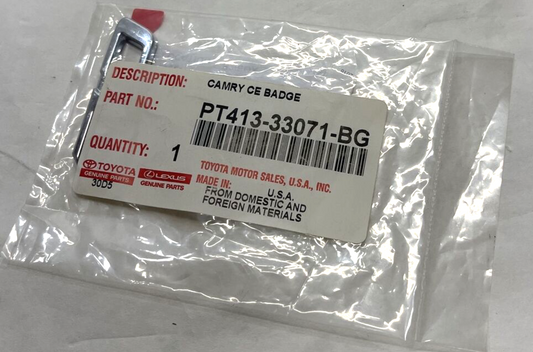 DESCRIPTION: CAMRY CE BADGE
PART NO.: PT413-33071-BG
QUANTITY: 1
TOYOTA GENUINE PARTS
LEXUS GENUINE PARTS
30D5
TOYOTA MOTOR SALES, U.S.A., INC.
MADE IN: U.S.A.
FROM DOMESTIC AND
FOREIGN MATERIALS